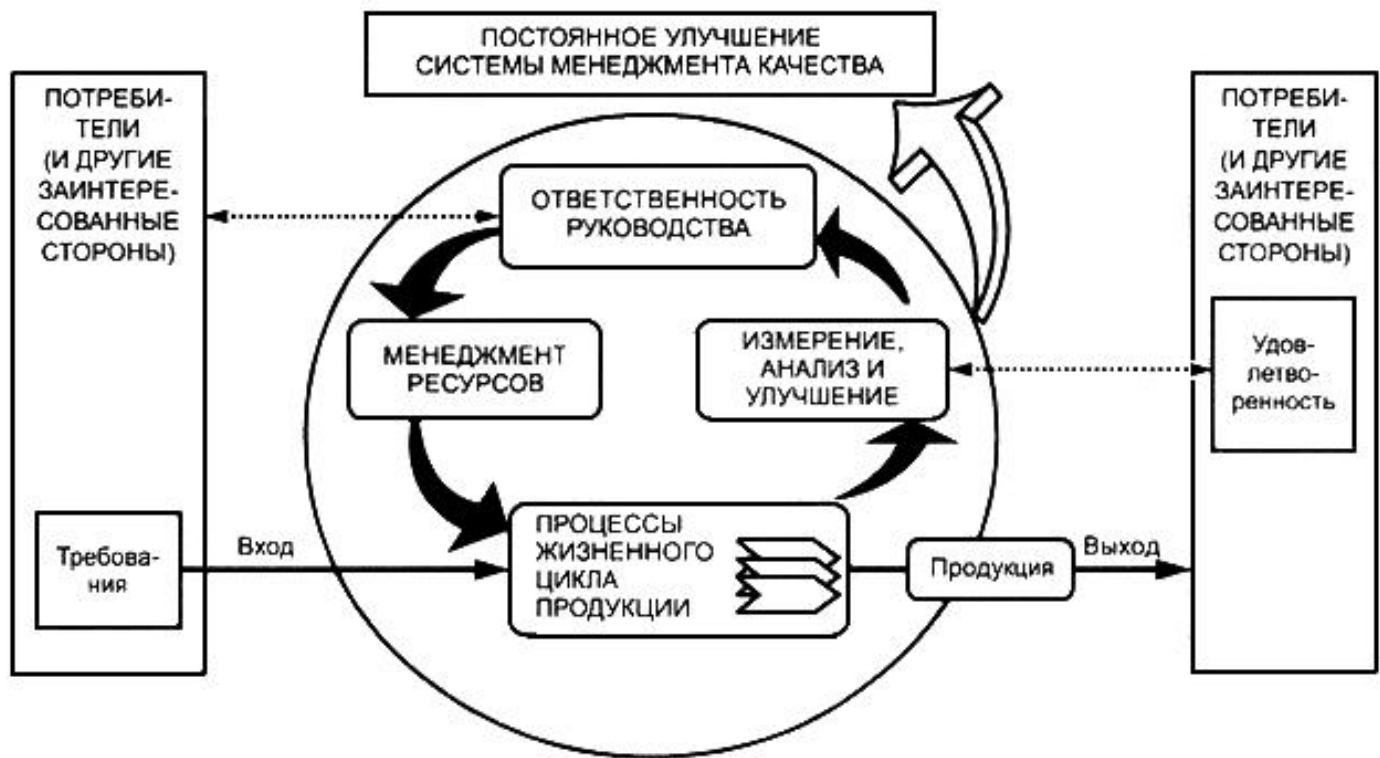 ПОСТОЯННОЕ УЛУЧШЕНИЕ
СИСТЕМЫ МЕНЕДЖМЕНТА КАЧЕСТВА
ПОТРЕБИ-
ТЕЛИ
(И ДРУГИЕ
ЗАИНТЕРЕ-
СОВАННЫЕ
СТОРОНЫ)
ОТВЕТСТВЕННОСТЬ
РУКОВОДСТВА
ПОТРЕБИ-
ТЕЛИ
(И ДРУГИЕ
ЗАИНТЕРЕ-
СОВАННЫЕ
СТОРОНЫ)
МЕНЕДЖМЕНТ
РЕСУРСОВ
ИЗМЕРЕНИЕ,
АНАЛИЗ И
УЛУЧШЕНИЕ
Удов-
летво-
ренность
Требова-
ния
Вход
ПРОЦЕССЫ
ЖИЗНЕННОГО
ЦИКЛА
ПРОДУКЦИИ
Продукция
Выход